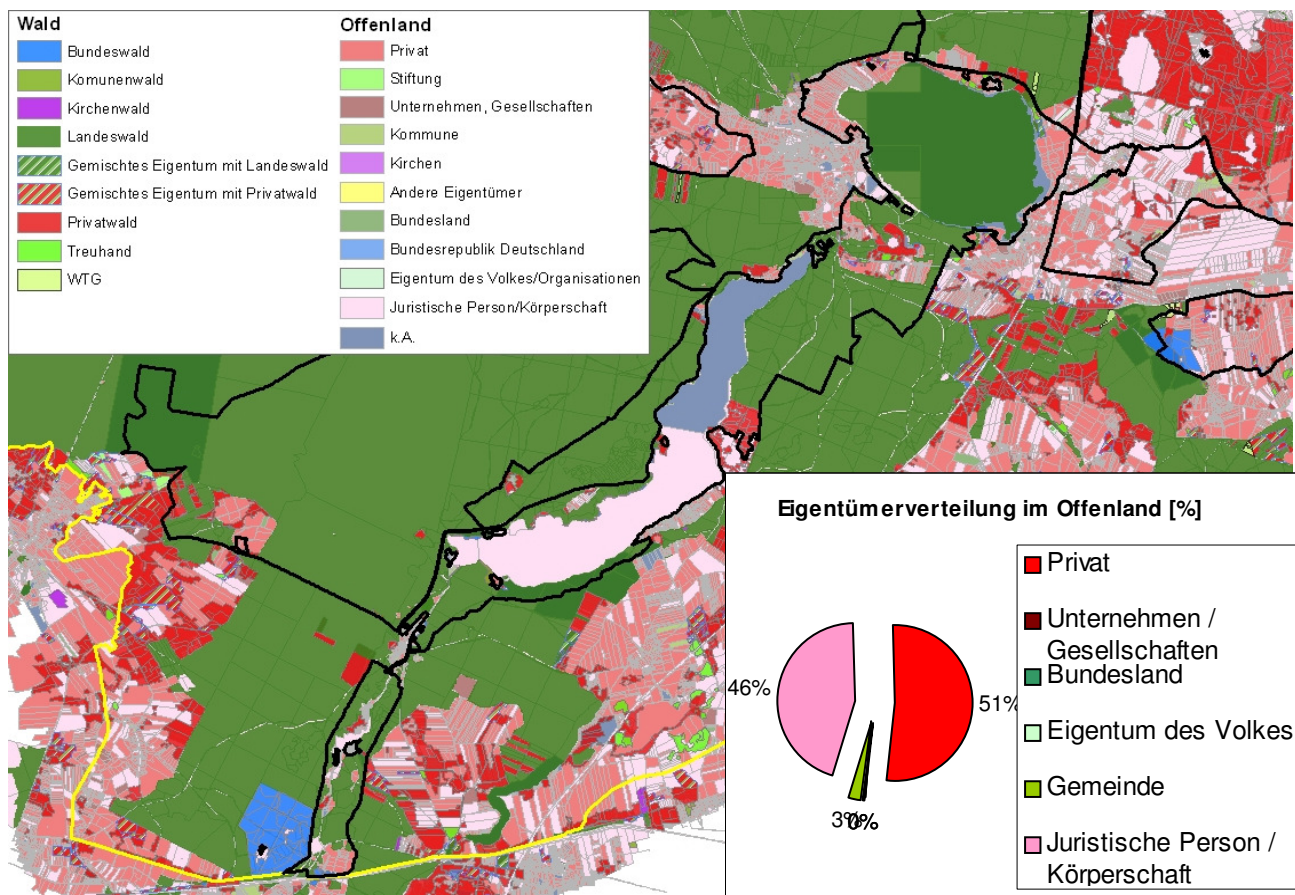 Wald
Bundeswald
Komunenwald
Kirchenwald
Landeswald
Gemischtes Eigentum mit Landeswald
Gemischtes Eigentum mit Privatwald
Privatwald
Treuhand
WTG
Offenland
Privat
Stiftung
Unternehmen, Gesellschaften
Kommune
Kirchen
Andere Eigentümer
Bundesland
Bundesrepublik Deutschland
Eigentum des Volkes/Organisationen
Juristische Person/Körperschaft
k.A.
Eigentümerverteilung im Offenland [%]
46%
51%
3%
0%
Privat
Unternehmen /
Gesellschaften
Bundesland
Eigentum des Volkes
Gemeinde
Juristische Person /
Körperschaft